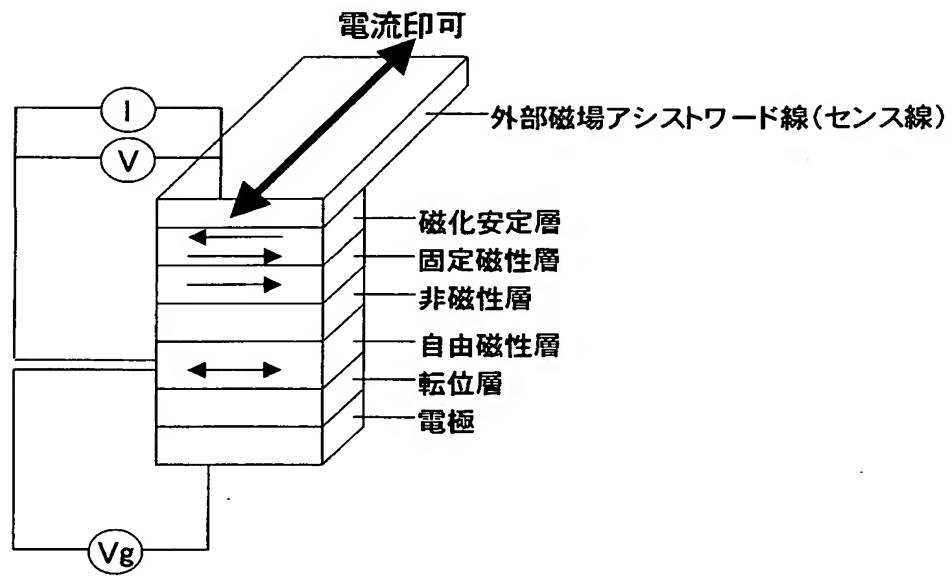 電流印可
I
外部磁場アシストワード線(センス線)
V
磁化安定層
固定磁性層
非磁性層
自由磁性層
転位層
電極
Vg